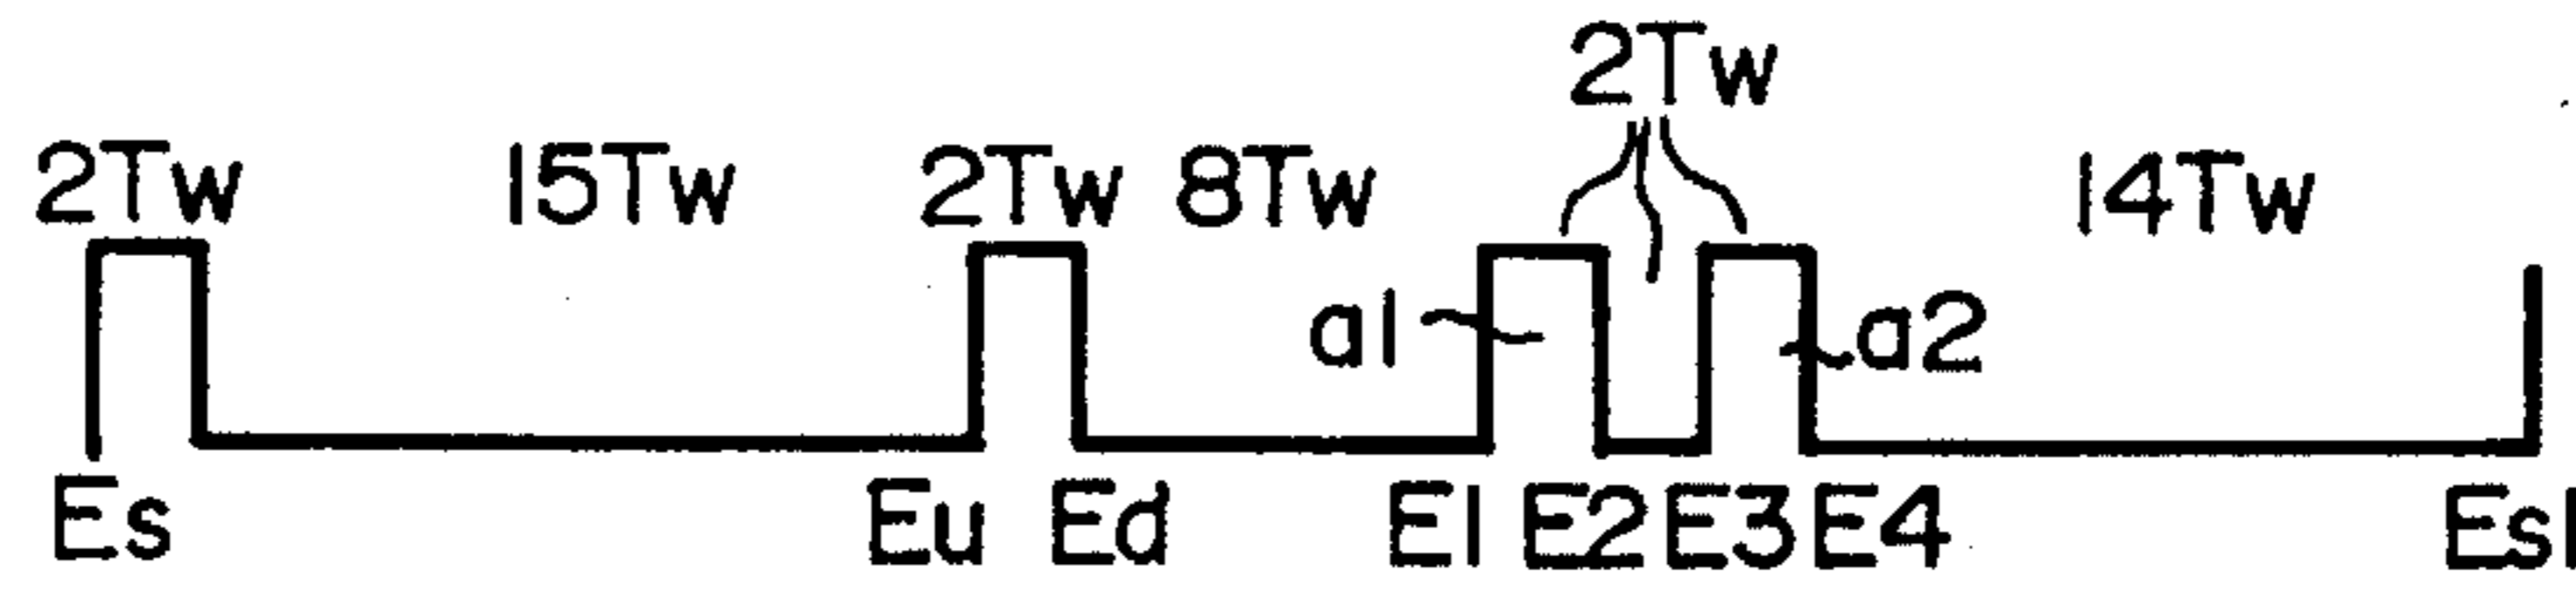 2Tw
2Tw 15Tw 2Tw 8Tw 14Tw
a1 a2
Es Eu Ed E1 E2 E3 E4 Es1